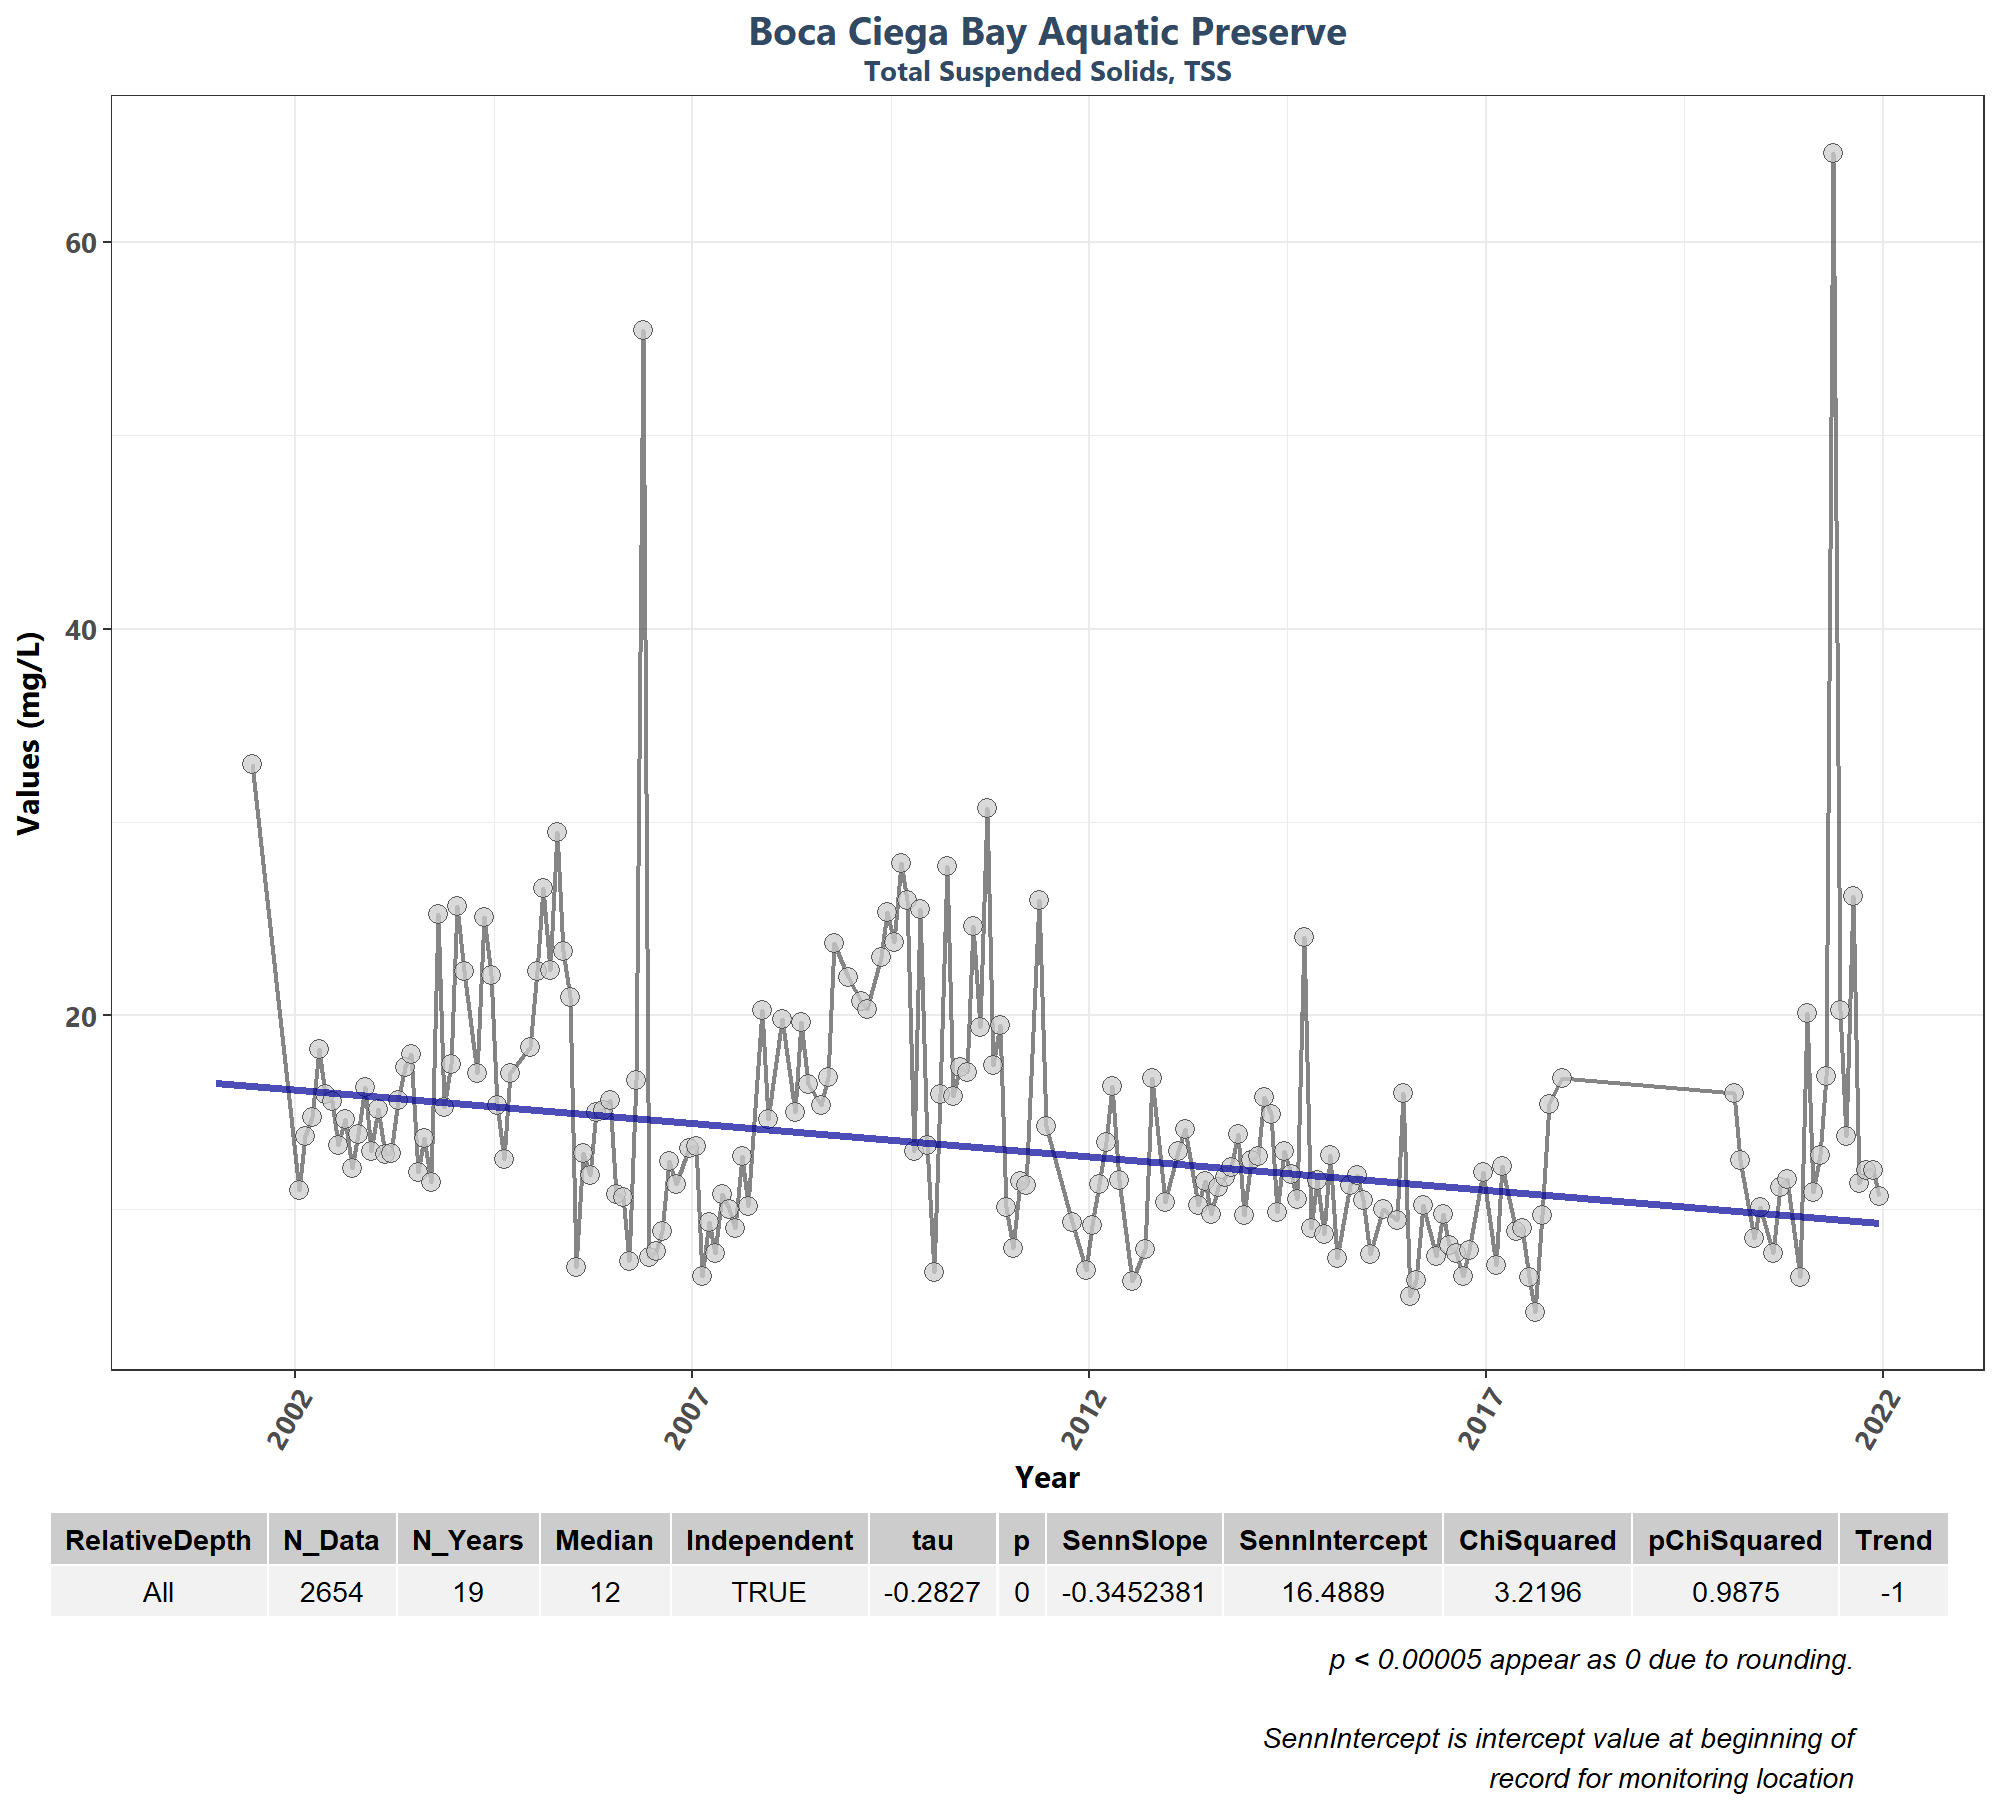 Boca Ciega Bay Aquatic Preserve
Total Suspended Solids, TSS
Values (mg/L)
60
40
20
2002 2007 2012 2017 2022
Year
RelativeDepth N_Data N_Years Median Independent tau p SennSlope SennIntercept ChiSquared pChiSquared Trend
All 2654 19 12 TRUE -0.2827 0 -0.3452381 16.4889 3.2196 0.9875 -1
p < 0.00005 appear as 0 due to rounding.
SennIntercept is intercept value at beginning of
record for monitoring location